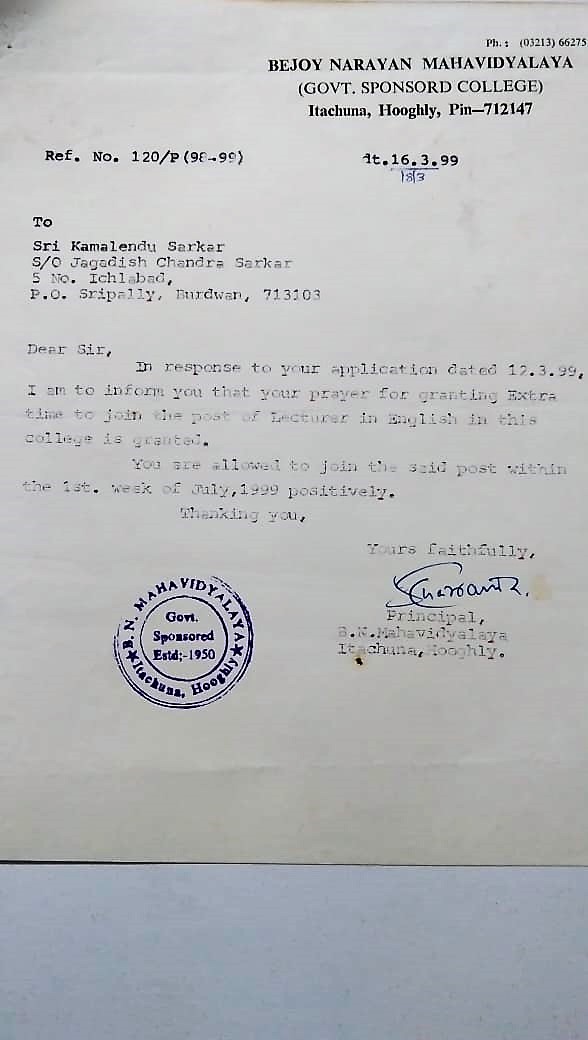 Ph. : (03213) 66275
BEJOY NARAYAN MAHAVIDYALAYA
(GOVT. SPONSORD COLLEGE)
Itachuna, Hooghly, Pin—712147
Ref. No. 120/P(98-99)
dt.16.3.99
18/3
To
Sri Kamalendu Sarkar
S/O Jagadish Chandra Sarkar
5 No. Ichlabad,
P.O. Sripally, Burdwan, 713103
Dear Sir,
In response to your application dated 12.3.99,
I am to inform you that your prayer for granting Extra
time to join the post of Lecturer in English in this
college is granted.
You are allowed to join the said post within
the 1st. week of July,1999 positively.
Thanking you,
Yours faithfully,
Principal,
B.N.Mahavidyalaya
Itachuna,Hooghly.
B. N. MAHAVIDYALAYA
Govt.
Sponsored
Estd:-1950
★Itachuna, Hooghly★